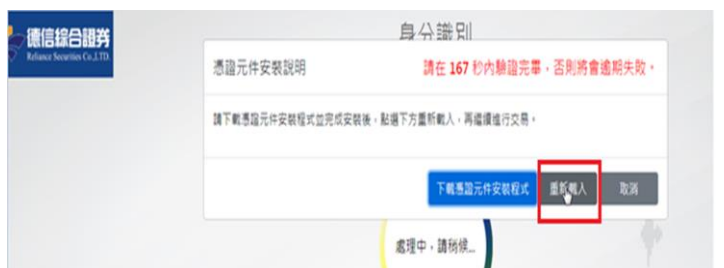 身分識別
德信綜合證券
Reliance Securities Co.,LTD.
憑證元件安裝說明
請在 167 秒內驗證完畢，否則將會逾期失敗。
請下載憑證元件安裝程式並完成安裝後，點選下方重新載入，再繼續進行交易。
下載憑證元件安裝程式
重新載入
取消
處理中，請稍候...